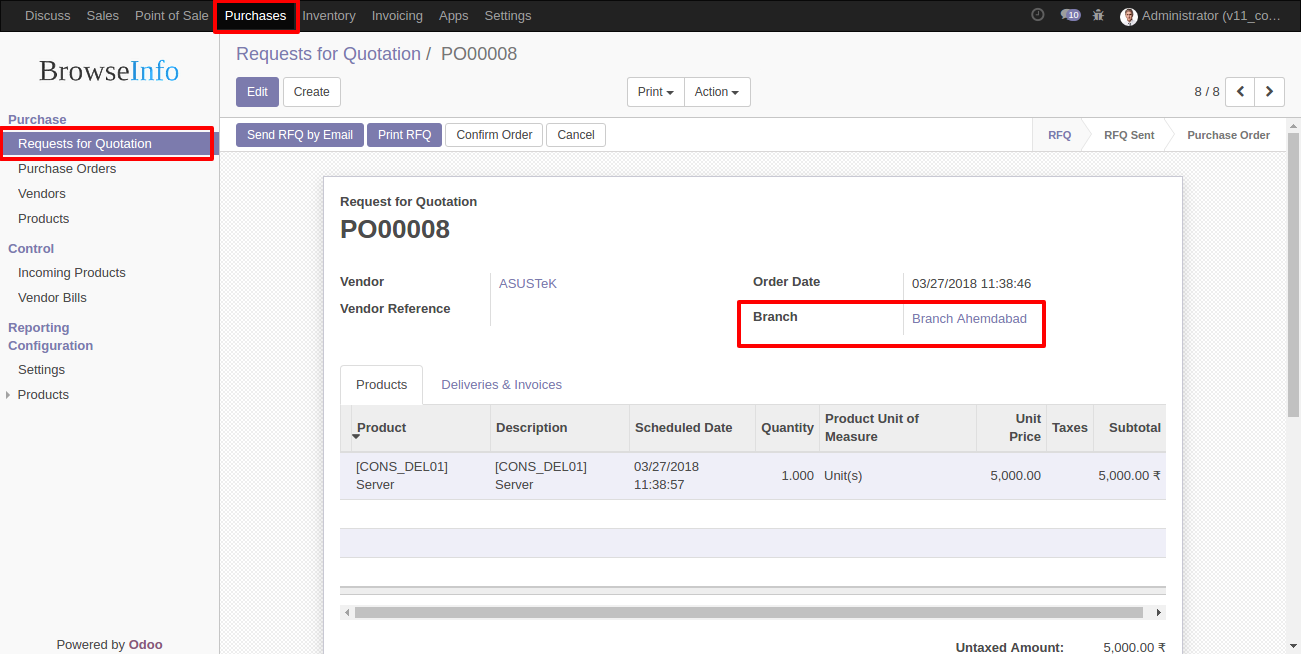 Discuss Sales Point of Sale Purchases Inventory Invoicing Apps Settings 10 Administrator (v11_co...
BrowseInfo
Purchase
Requests for Quotation
Purchase Orders
Vendors
Products
Control
Incoming Products
Vendor Bills
Reporting
Configuration
Settings
Products
Powered by Odoo
Requests for Quotation / PO00008
Edit Create Print Action 8 / 8
Send RFQ by Email Print RFQ Confirm Order Cancel RFQ RFQ Sent Purchase Order
Request for Quotation
PO00008
Vendor ASUSTeK
Vendor Reference
Order Date 03/27/2018 11:38:46
Branch Branch Ahemdabad
Products Deliveries & Invoices
Product Description Scheduled Date Quantity Product Unit of Measure Unit Price Taxes Subtotal
[CONS_DEL01] Server [CONS_DEL01] Server 03/27/2018 11:38:57 1.000 Unit(s) 5,000.00 5,000.00 ₹
Untaxed Amount: 5,000.00 ₹